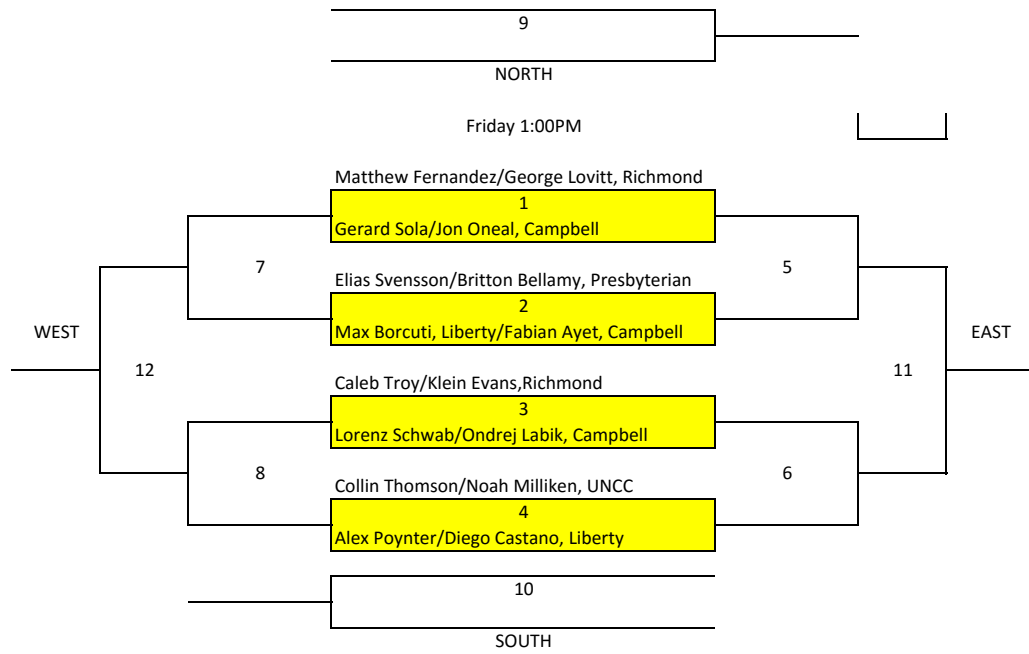 9
NORTH
Friday 1:00PM
Matthew Fernandez/George Lovitt, Richmond
1
Gerard Sola/Jon Oneal, Campbell
7
5
Elias Svensson/Britton Bellamy, Presbyterian
2
Max Borcuti, Liberty/Fabian Ayet, Campbell
WEST
EAST
12
11
Caleb Troy/Klein Evans,Richmond
3
Lorenz Schwab/Ondrej Labik, Campbell
8
6
Collin Thomson/Noah Milliken, UNCC
4
Alex Poynter/Diego Castano, Liberty
10
SOUTH